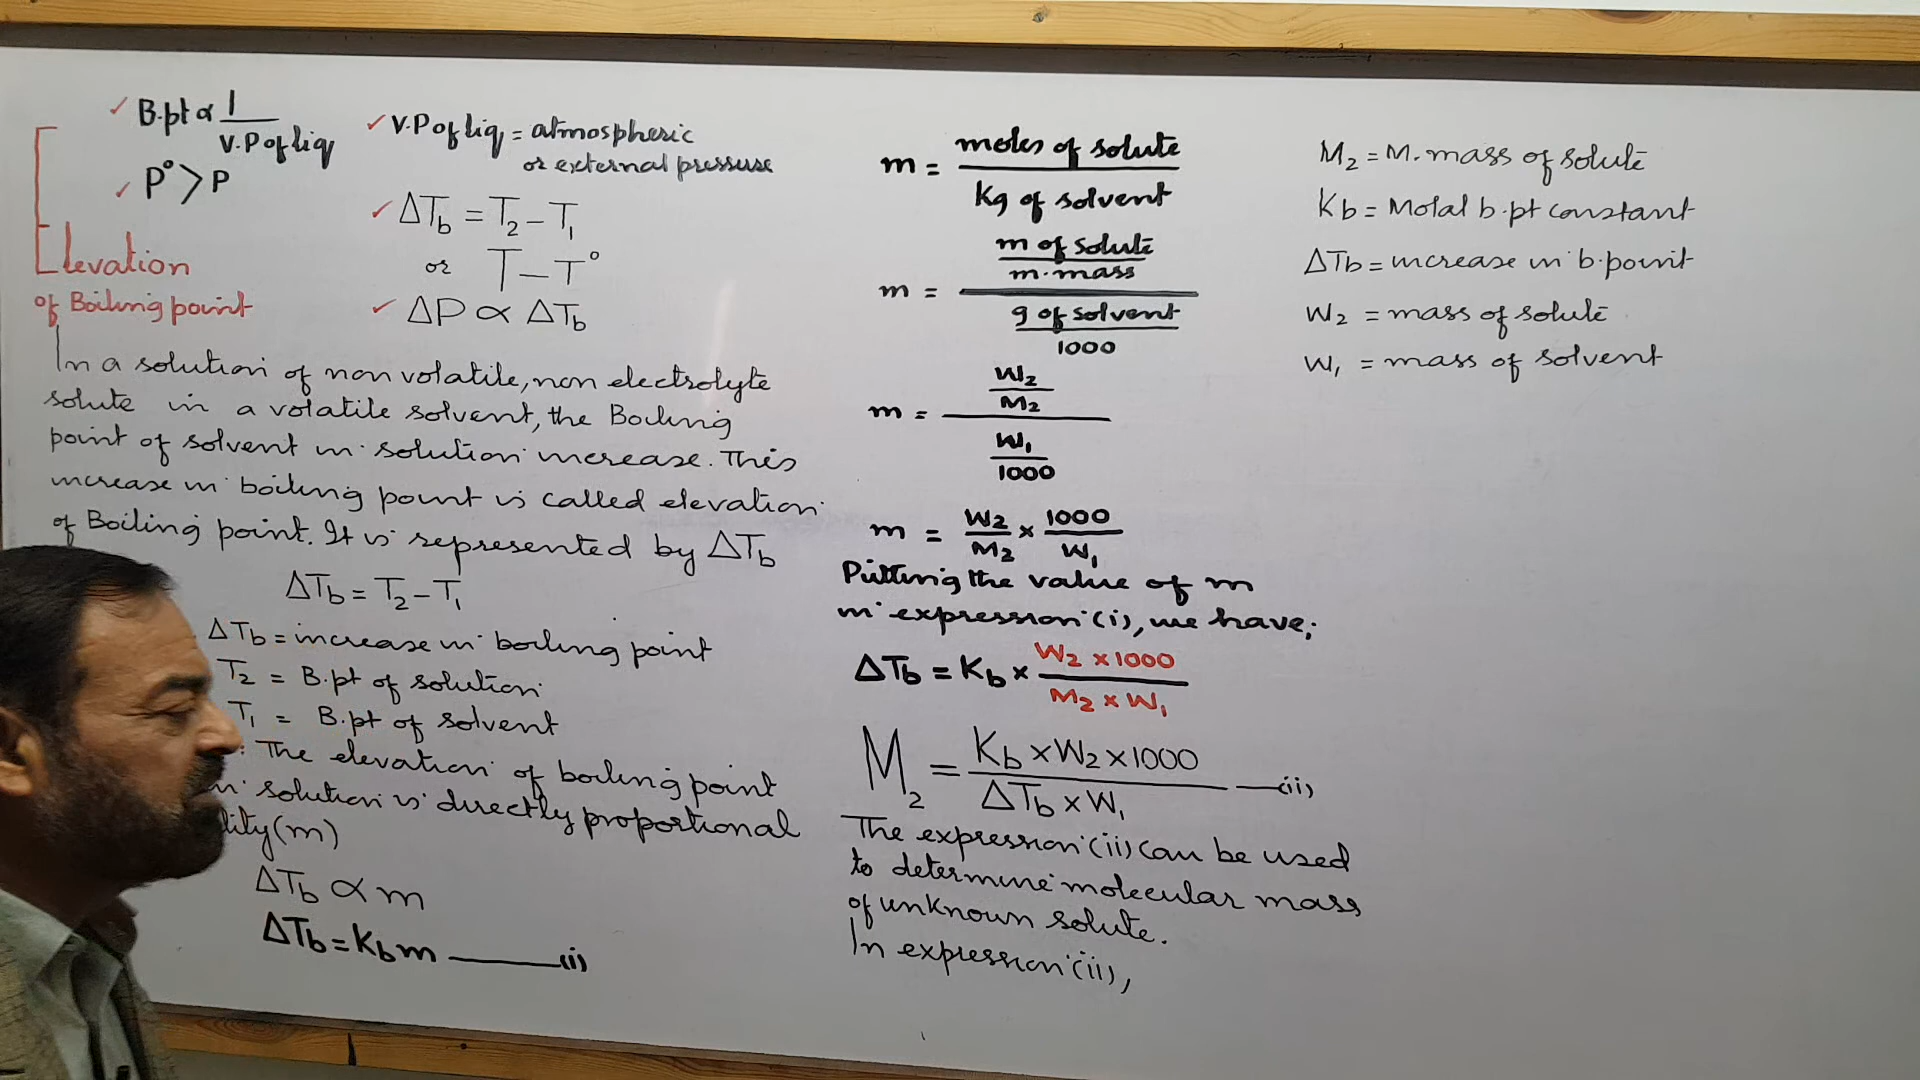 B.pt ∝ 1 / V.P of liq
P° > P
Elevation
of Boiling point
V.P of liq = atmospheric
or external pressure
ΔTb = T2 - T1
or T - T°
ΔP ∝ ΔTb
In a solution of non volatile, non electrolyte
solute in a volatile solvent, the Boiling
point of solvent in solution increase. This
increase in boiling point is called elevation
of Boiling point. It is represented by ΔTb
ΔTb = T2 - T1
ΔTb = increase in boiling point
T2 = B.pt of solution
T1 = B.pt of solvent
: The elevation of boiling point
in solution is directly proportional
lity (m)
ΔTb ∝ m
ΔTb = Kb m ——— (i)
m = moles of solute / Kg of solvent
m = (m of solute / m. mass) / (g of solvent / 1000)
m = (W2 / M2) / (W1 / 1000)
m = W2 / M2 × 1000 / W1
Putting the value of m
in expression (i), we have;
ΔTb = Kb × W2 × 1000 / M2 × W1
M2 = Kb × W2 × 1000 / ΔTb × W1 — (ii)
The expression (ii) can be used
to determine molecular mass
of unknown solute.
In expression (ii),
M2 = M. mass of solute
Kb = Molal b.pt constant
ΔTb = increase in b.point
W2 = mass of solute
W1 = mass of solvent